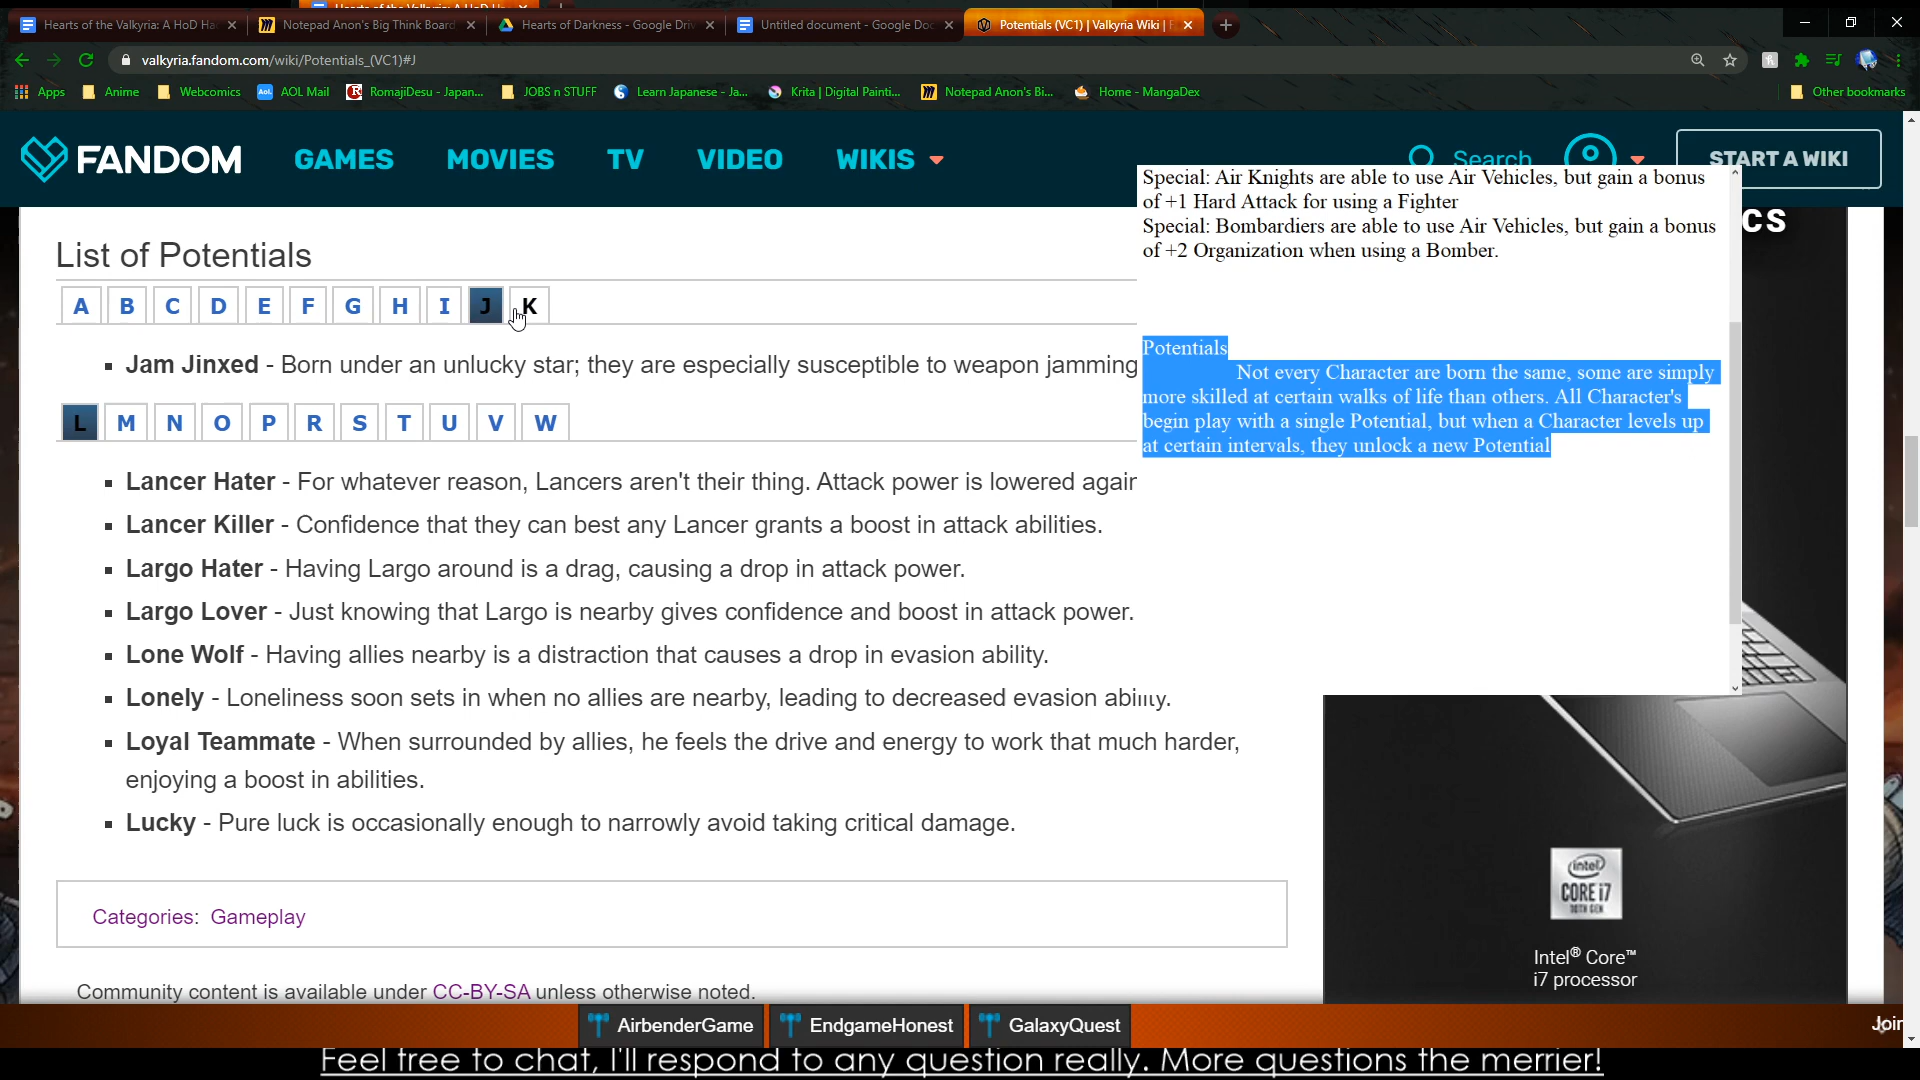 Hearts of the Valkyria: A HoD Ha
Notepad Anon's Big Think Board
Hearts of Darkness - Google Driv
Untitled document - Google Doc
Potentials (VC1) | Valkyria Wiki |
valkyria.fandom.com/wiki/Potentials_(VC1)#J
Apps
Anime
Webcomics
AOL Mail
RomajiDesu - Japan...
JOBS n STUFF
Learn Japanese - Ja...
Krita | Digital Painti...
Notepad Anon's Bi...
Home - MangaDex
Other bookmarks
FANDOM
GAMES
MOVIES
TV
VIDEO
WIKIS
Search
START A WIKI
Special: Air Knights are able to use Air Vehicles, but gain a bonus
of +1 Hard Attack for using a Fighter
Special: Bombardiers are able to use Air Vehicles, but gain a bonus
of +2 Organization when using a Bomber.
cs
Potentials
Not every Character are born the same, some are simply
more skilled at certain walks of life than others. All Character's
begin play with a single Potential, but when a Character levels up
at certain intervals, they unlock a new Potential
List of Potentials
A B C D E F G H I J K
Jam Jinxed - Born under an unlucky star; they are especially susceptible to weapon jamming
L M N O P R S T U V W
Lancer Hater - For whatever reason, Lancers aren't their thing. Attack power is lowered again
Lancer Killer - Confidence that they can best any Lancer grants a boost in attack abilities.
Largo Hater - Having Largo around is a drag, causing a drop in attack power.
Largo Lover - Just knowing that Largo is nearby gives confidence and boost in attack power.
Lone Wolf - Having allies nearby is a distraction that causes a drop in evasion ability.
Lonely - Loneliness soon sets in when no allies are nearby, leading to decreased evasion ability.
Loyal Teammate - When surrounded by allies, he feels the drive and energy to work that much harder,
enjoying a boost in abilities.
Lucky - Pure luck is occasionally enough to narrowly avoid taking critical damage.
Categories: Gameplay
Community content is available under CC-BY-SA unless otherwise noted.
intel
CORE i7
10TH GEN
Intel® Core™
i7 processor
AirbenderGame
EndgameHonest
GalaxyQuest
Join
Feel free to chat, I'll respond to any question really. More questions the merrier!